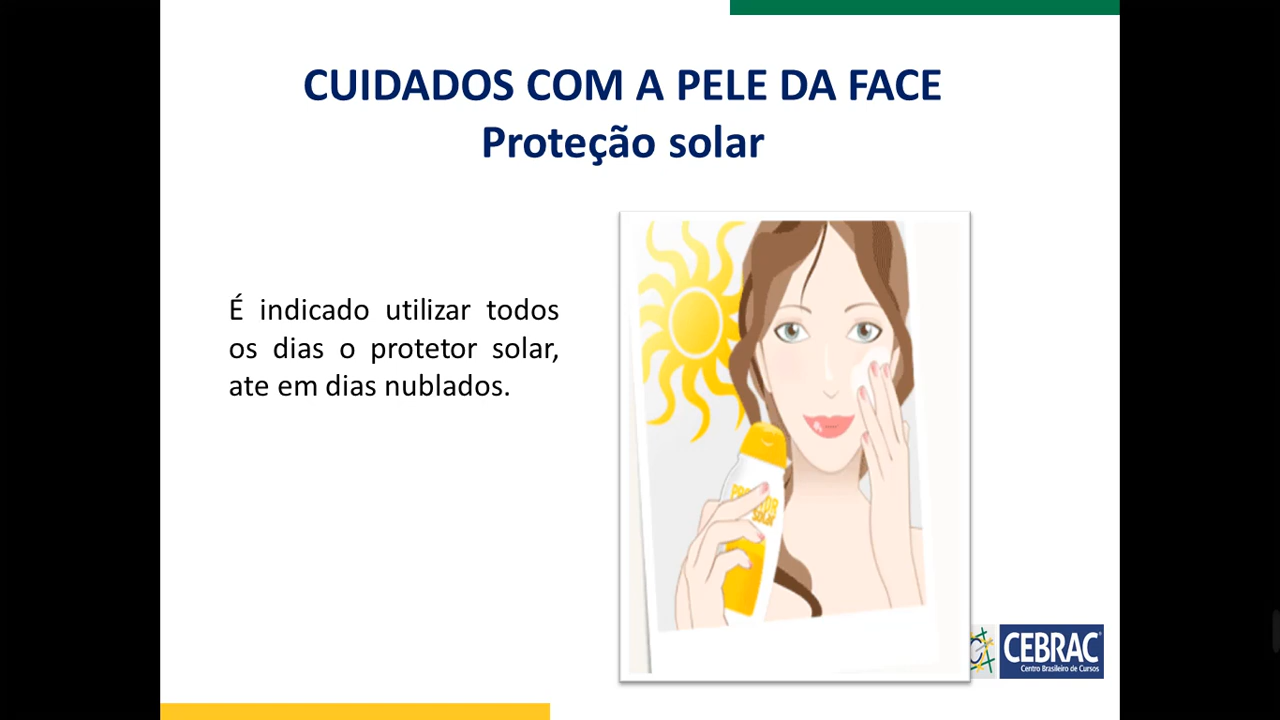 CUIDADOS COM A PELE DA FACE
Proteção solar
É indicado utilizar todos
os dias o protetor solar,
ate em dias nublados.
CEBRAC
Centro Brasileiro de Cursos